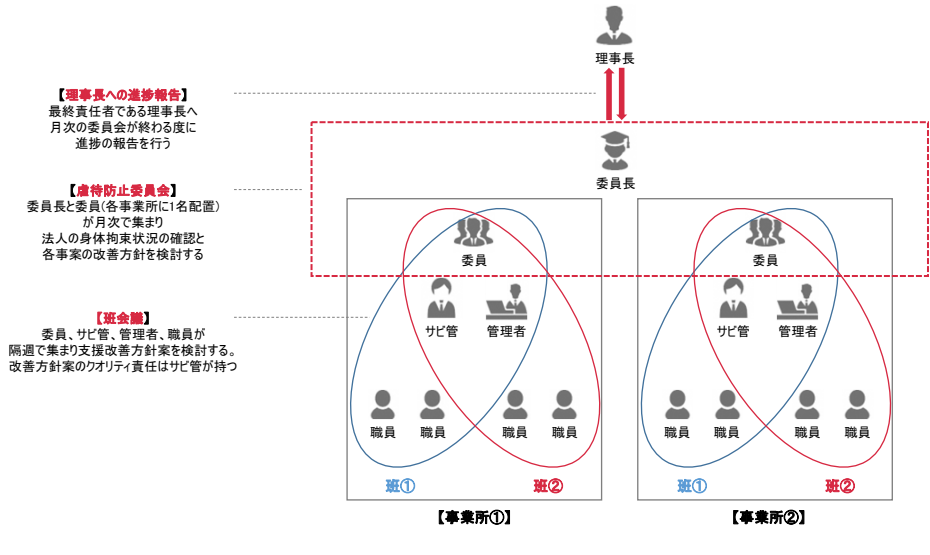 理事長
【理事長への進捗報告】
最終責任者である理事長へ
月次の委員会が終わる度に
進捗の報告を行う
委員長
【虐待防止委員会】
委員長と委員(各事業所に1名配置)
が月次で集まり
法人の身体拘束状況の確認と
各事案の改善方針を検討する
委員
委員
【班会議】
委員、サビ管、管理者、職員が
隔週で集まり支援改善方針案を検討する。
改善方針案のクオリティ責任はサビ管が持つ
サビ管
管理者
サビ管
管理者
職員
職員
職員
職員
職員
職員
職員
職員
班①
班②
班①
班②
【事業所①】
【事業所②】